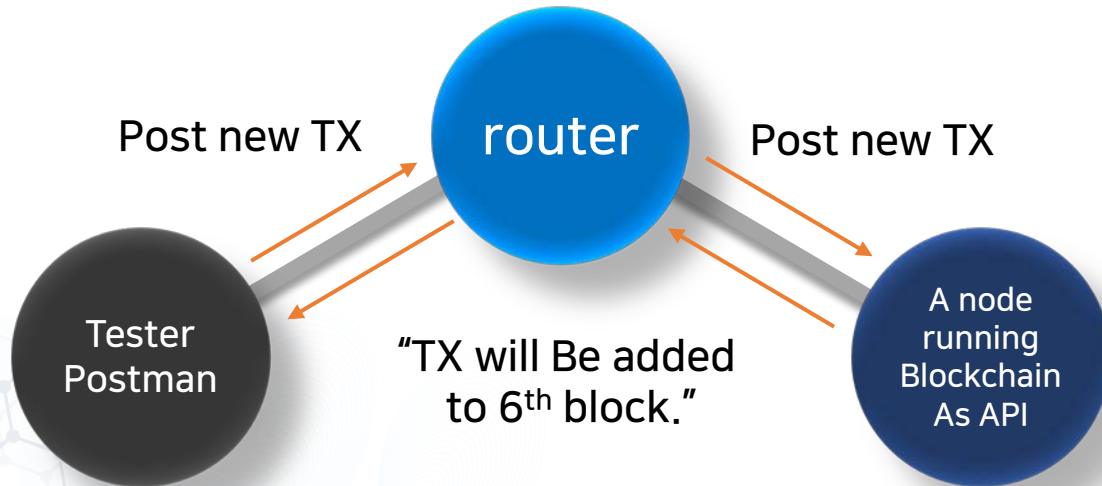 Post new TX
router
Post new TX
Tester
Postman
"TX will Be added
to 6th block."
A node
running
Blockchain
As API